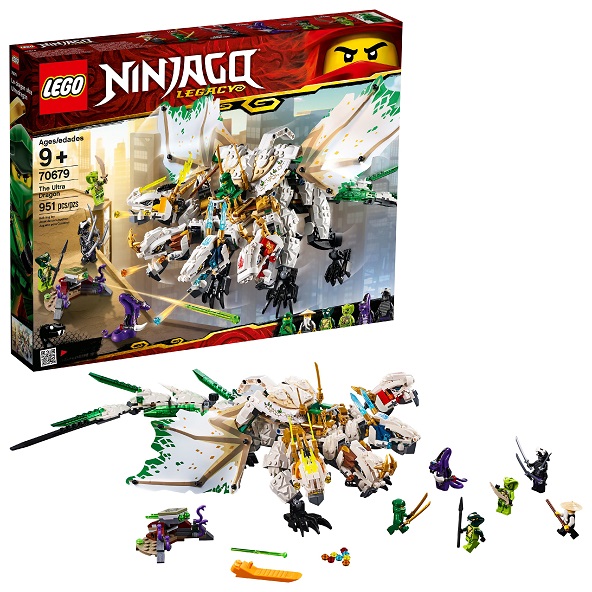 LEGO
NINJAGO
LEGACY
Ages/edades
9+
70679
The Ultra
Dragon
951 pcs/pzs